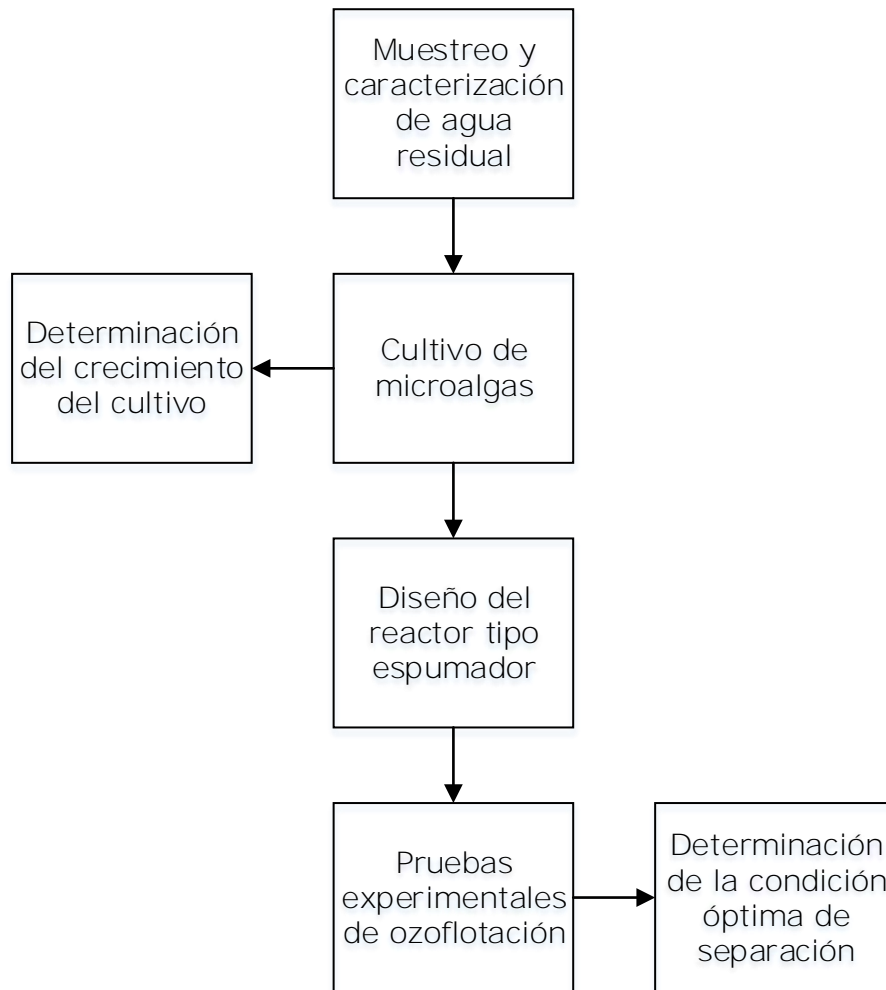 Muestreo y
caracterización
de agua
residual
Determinación
del crecimiento
del cultivo
Cultivo de
microalgas
Diseño del
reactor tipo
espumador
Pruebas
experimentales
de ozoflotación
Determinación
de la condición
óptima de
separación